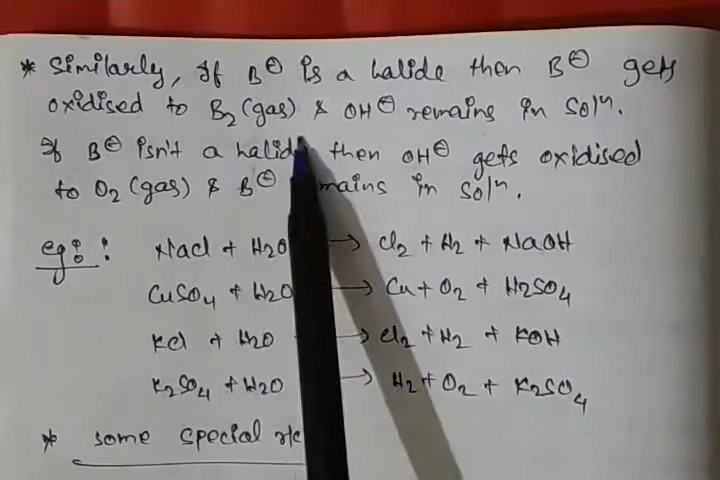 * Similarly, If B⊖ is a halide then B⊖ gets
oxidised to B₂ (gas) & OH⊖ remains in Solⁿ.
If B⊖ isn't a halid then OH⊖ gets oxidised
to O₂ (gas) & B⊖ mains in Solⁿ.
eg: : NaCl + H₂O → Cl₂ + H₂ + NaOH
CuSO₄ + H₂O → Cu + O₂ + H₂SO₄
KCl + H₂O → Cl₂ + H₂ + KOH
K₂SO₄ + H₂O → H₂ + O₂ + K₂SO₄
* some special